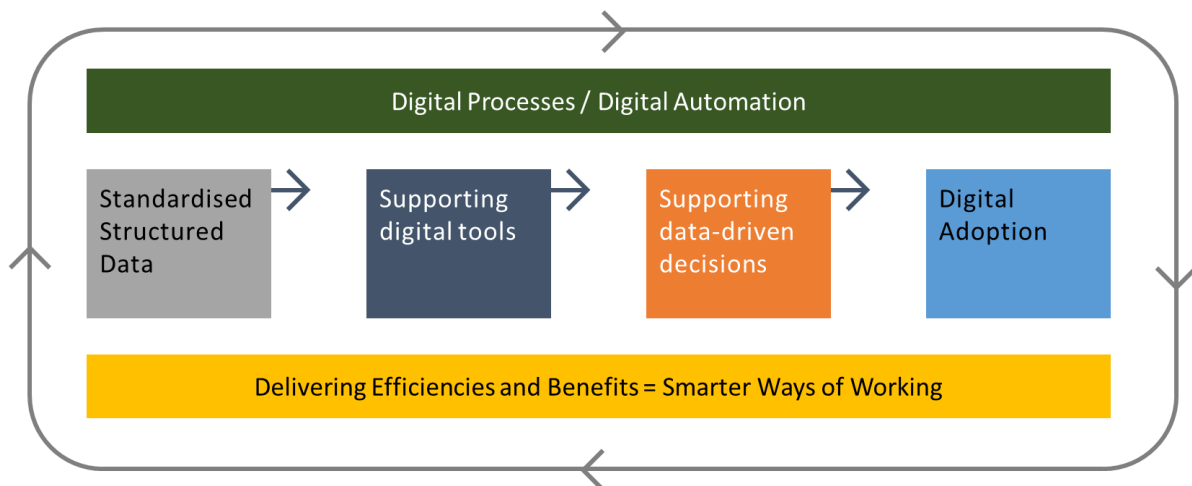 Digital Processes / Digital Automation
Standardised
Structured
Data
Supporting
digital tools
Supporting
data-driven
decisions
Digital
Adoption
Delivering Efficiencies and Benefits = Smarter Ways of Working